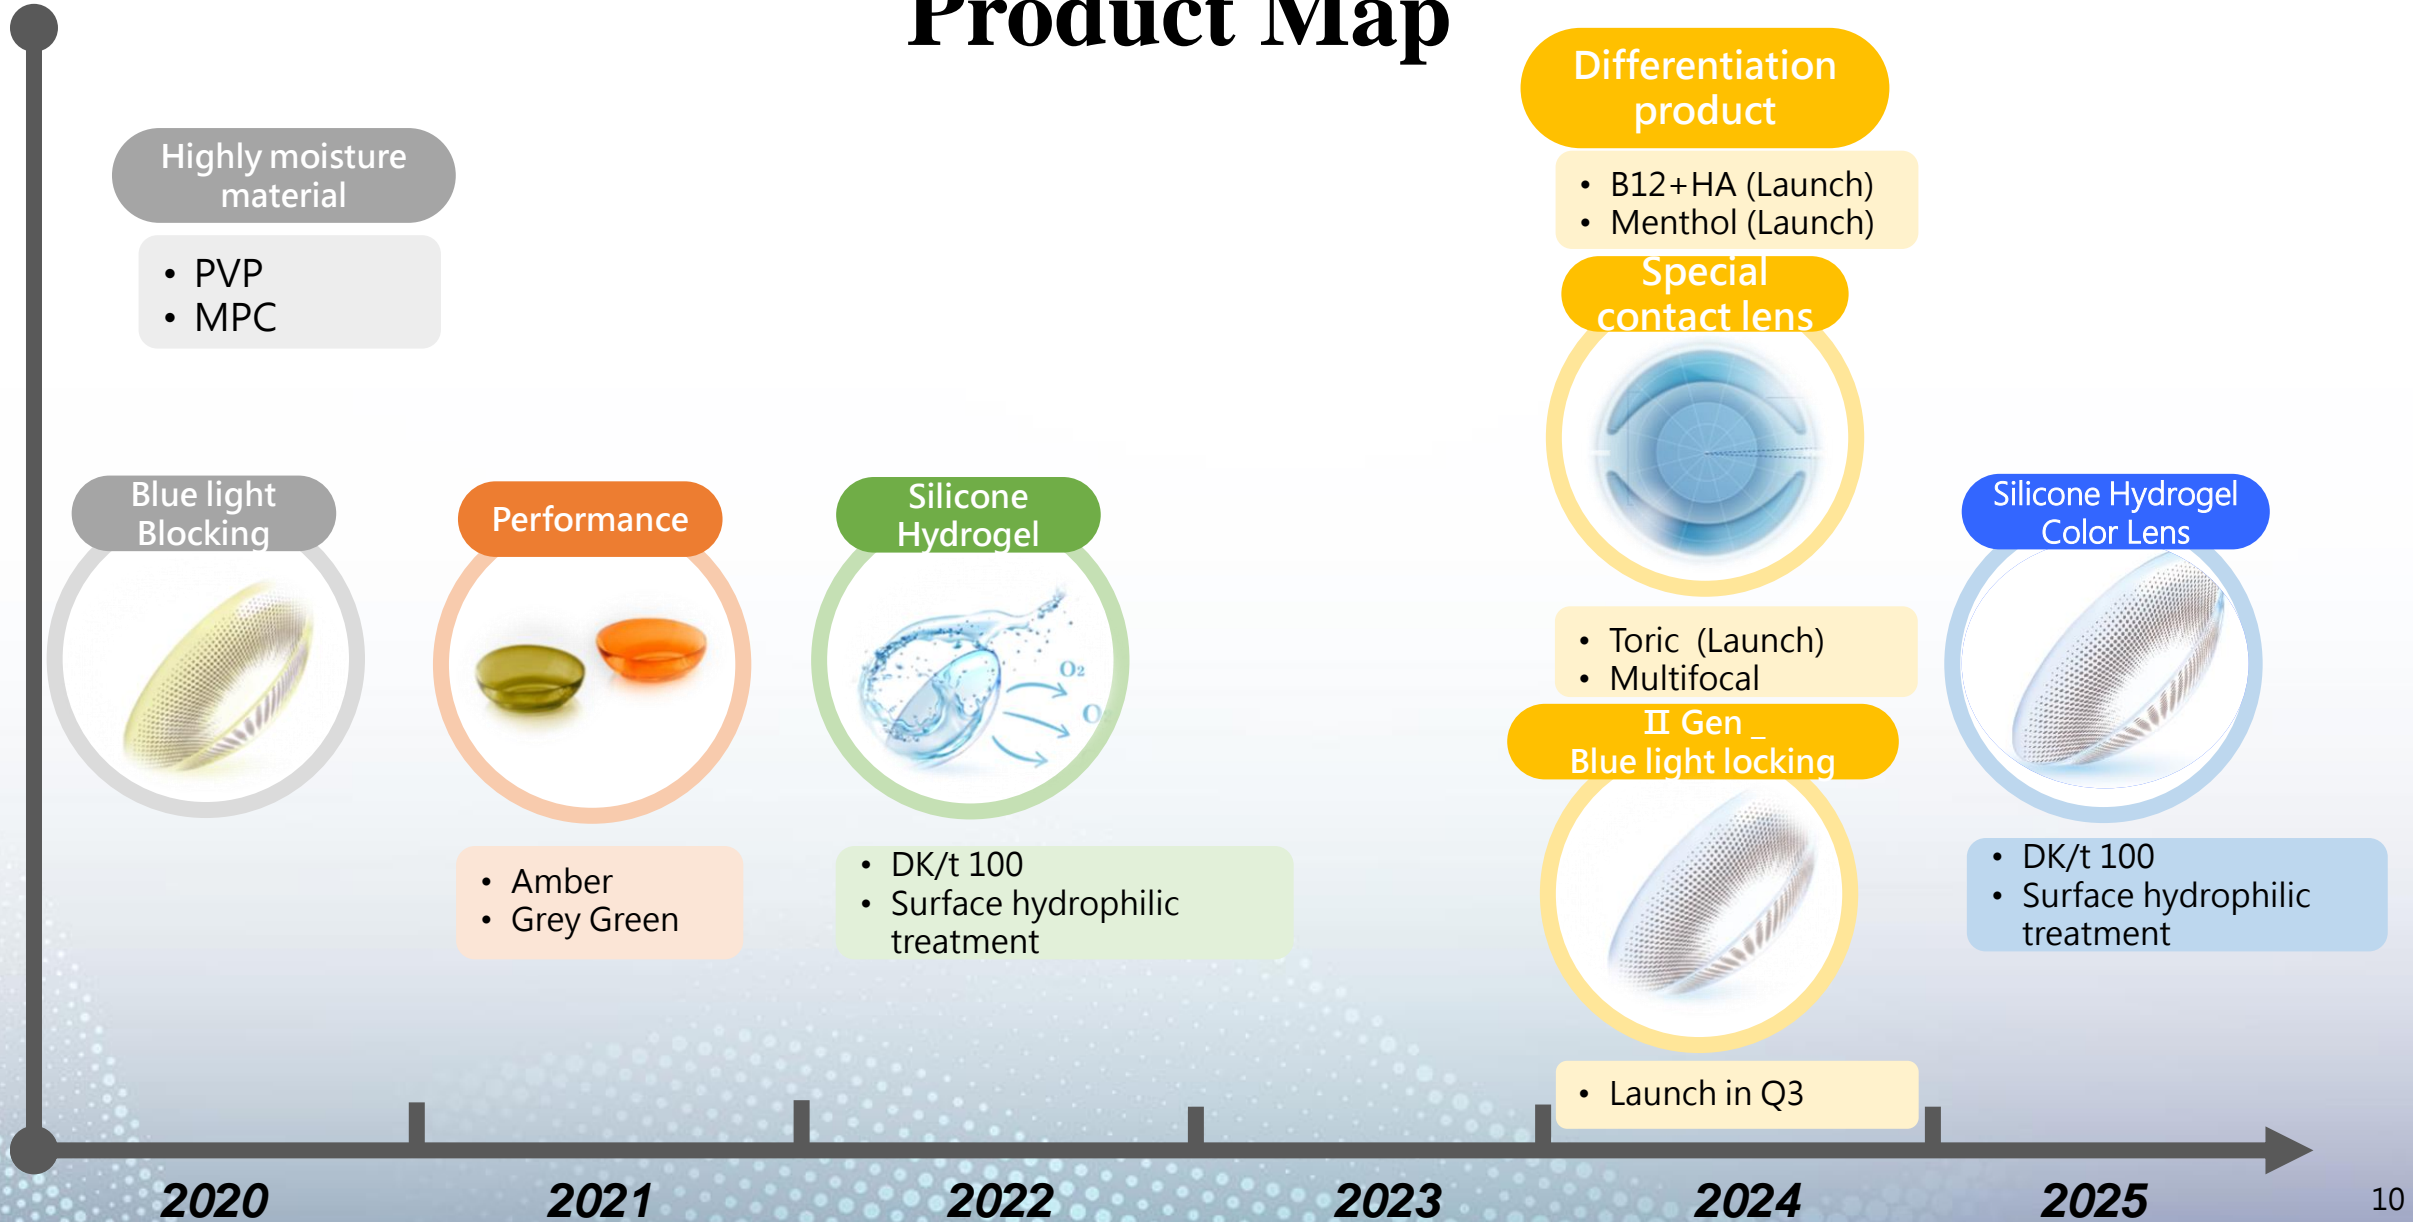 Product Map
Highly moisture
material
• PVP
• MPC
Blue light
Blocking
Performance
• Amber
• Grey Green
Silicone
Hydrogel
O2
O
• DK/t 100
• Surface hydrophilic
treatment
Differentiation
product
• B12+HA (Launch)
• Menthol (Launch)
Special
contact lens
• Toric (Launch)
• Multifocal
II Gen _
Blue light locking
• Launch in Q3
Silicone Hydrogel
Color Lens
• DK/t 100
• Surface hydrophilic
treatment
2020
2021
2022
2023
2024
2025
10